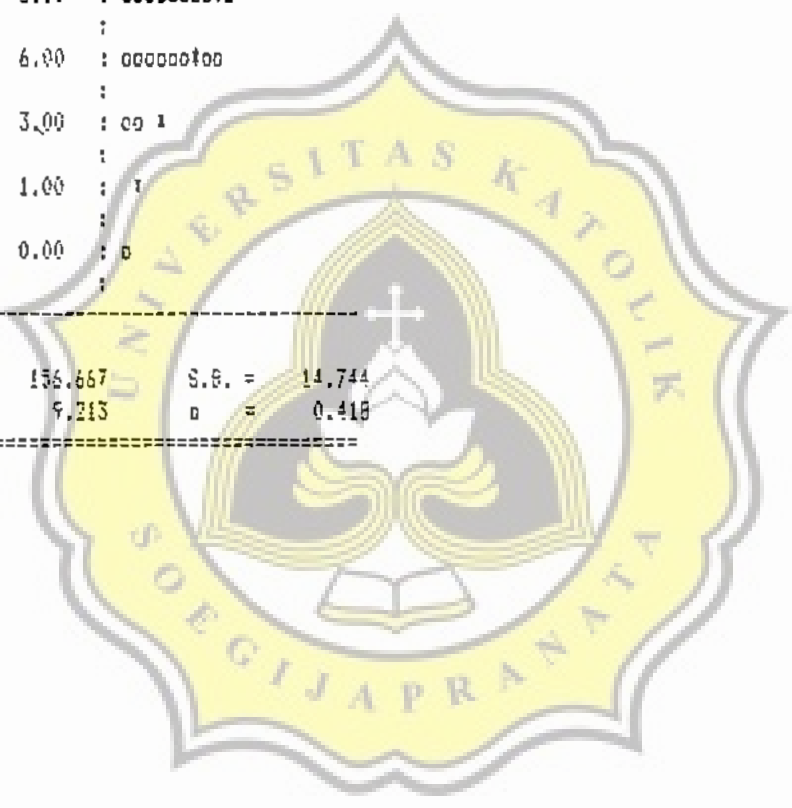 6.00 : oooooo*oo
:
3.00 : oo *
:
1.00 : *
:
0.00 : o
:
-----------------------------------
156.667 S.B. = 14.744
9.213 p = 0.418
===================================
UNIVERSITAS KATOLIK
SOEGIJAPRANATA